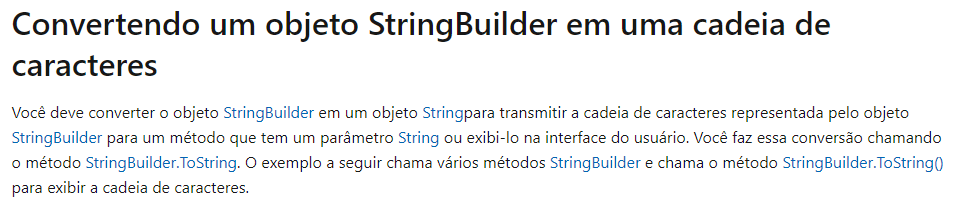 Convertendo um objeto StringBuilder em uma cadeia de
caracteres
Você deve converter o objeto StringBuilder em um objeto Stringpara transmitir a cadeia de caracteres representada pelo objeto
StringBuilder para um método que tem um parâmetro String ou exibi-lo na interface do usuário. Você faz essa conversão chamando
o método StringBuilder.ToString. O exemplo a seguir chama vários métodos StringBuilder e chama o método StringBuilder.ToString()
para exibir a cadeia de caracteres.